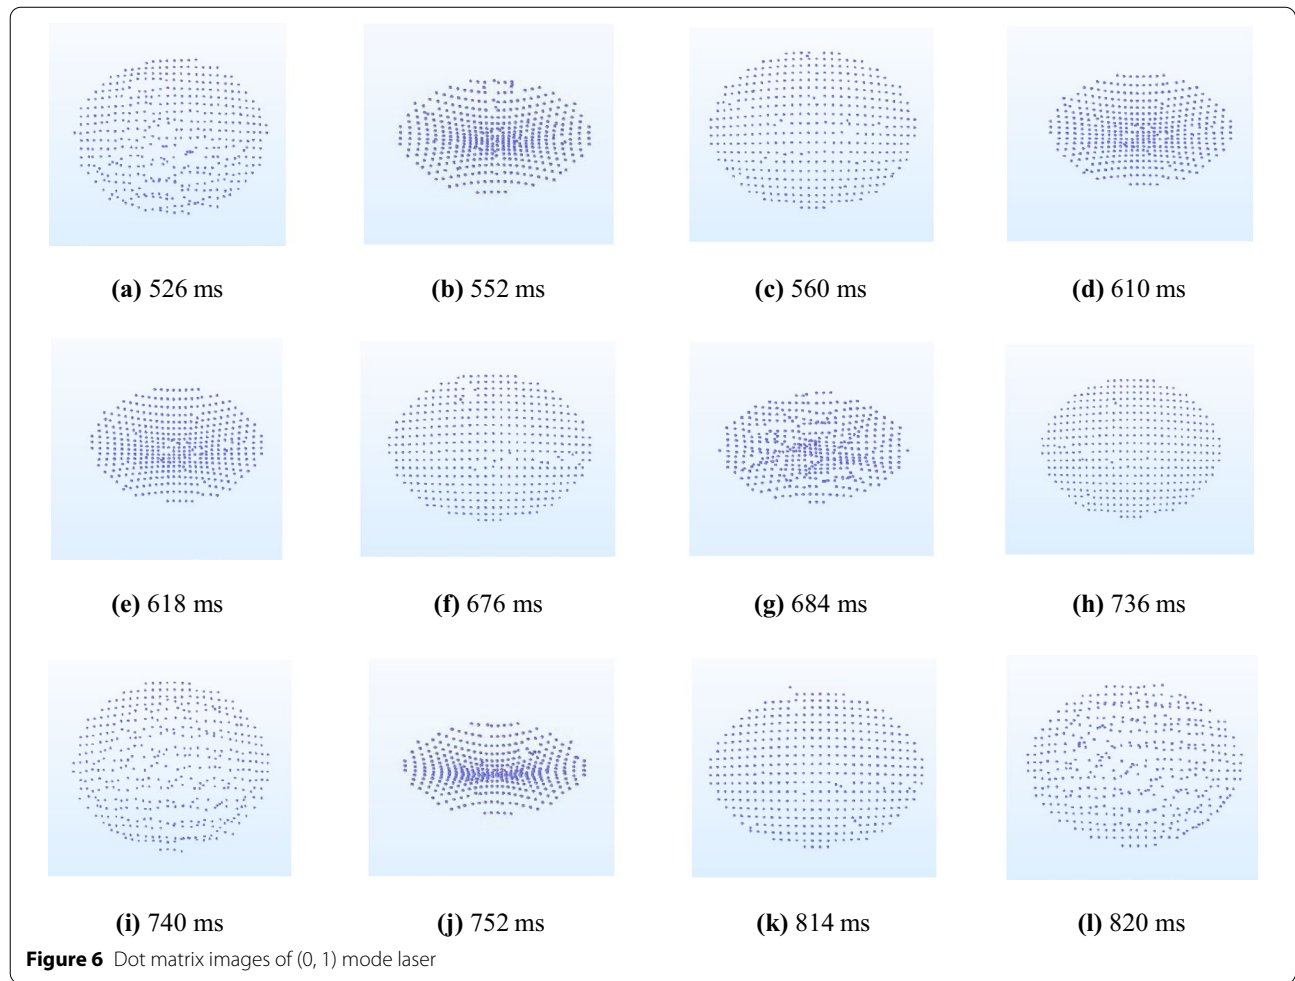 (a) 526 ms
(b) 552 ms
(c) 560 ms
(d) 610 ms
(e) 618 ms
(f) 676 ms
(g) 684 ms
(h) 736 ms
(i) 740 ms
(j) 752 ms
(k) 814 ms
(l) 820 ms
Figure 6 Dot matrix images of (0, 1) mode laser